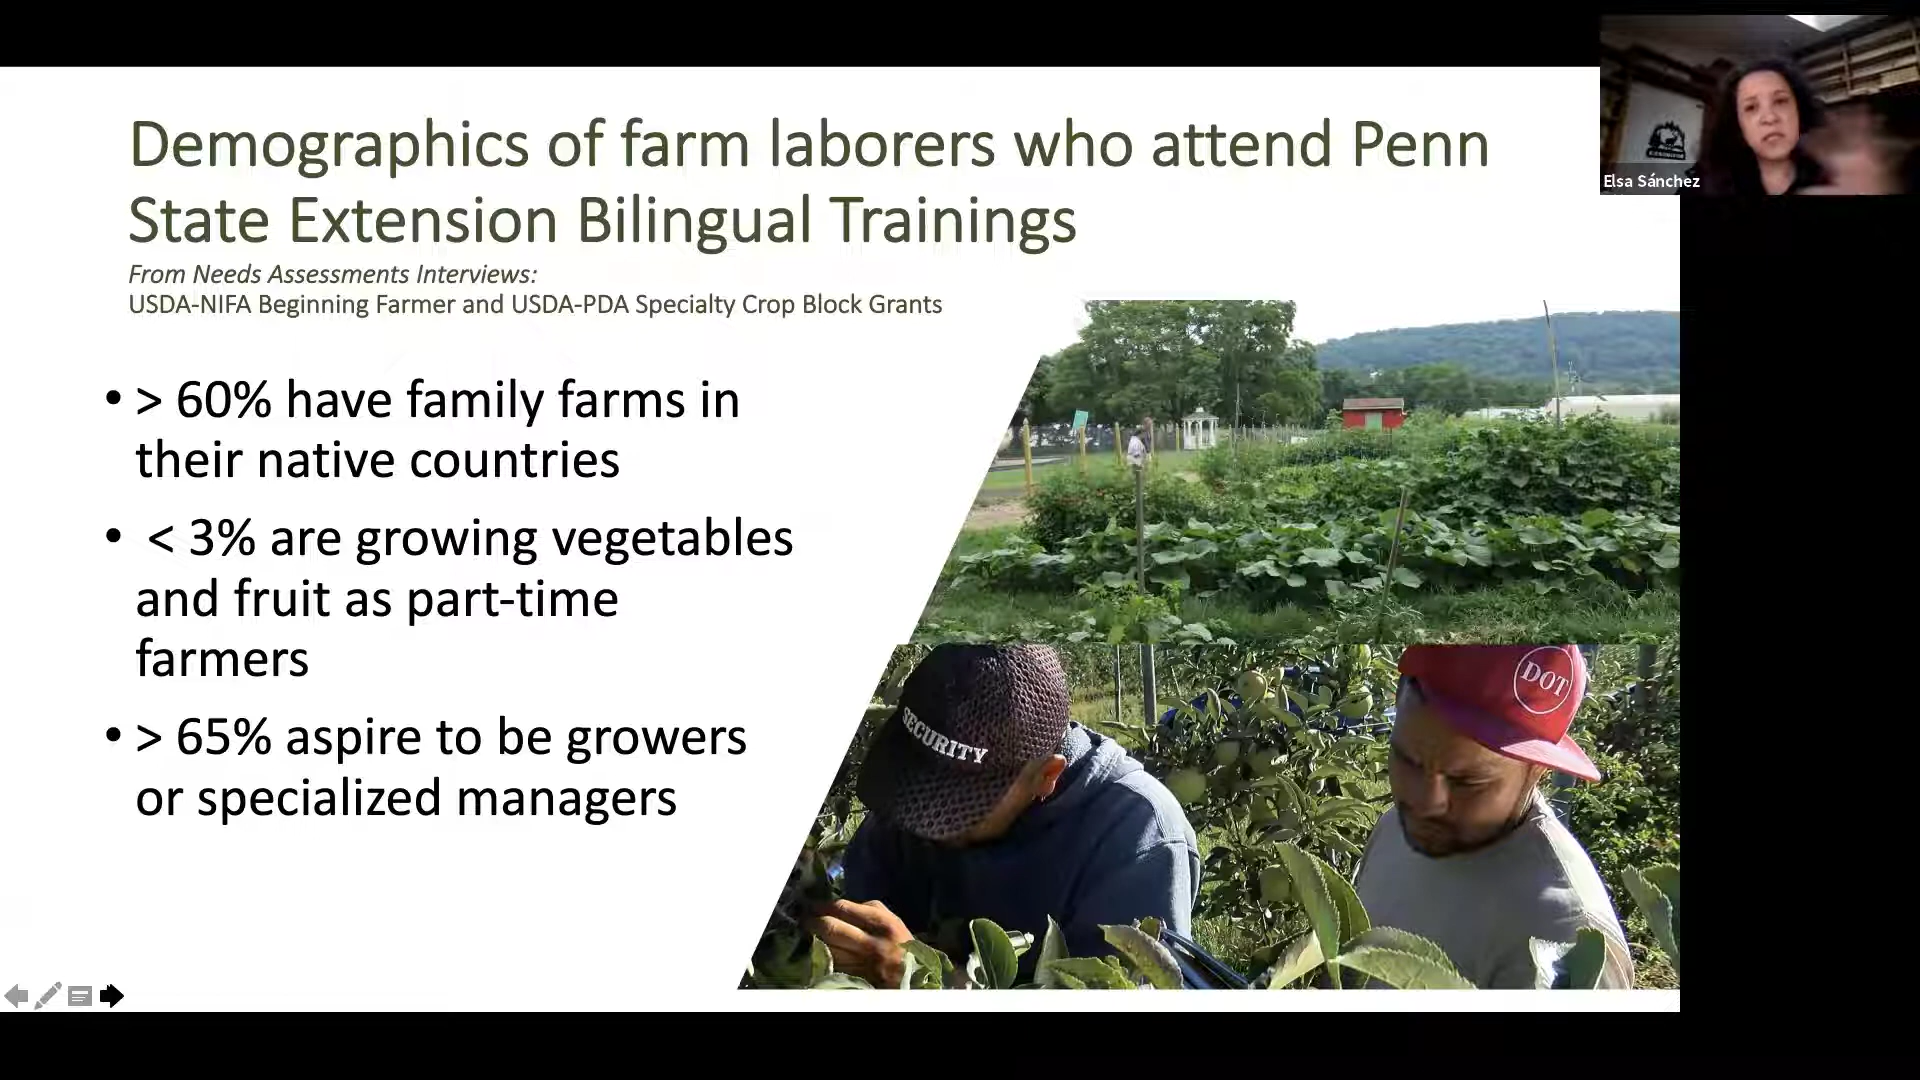 Demographics of farm laborers who attend Penn
State Extension Bilingual Trainings
From Needs Assessments Interviews:
USDA-NIFA Beginning Farmer and USDA-PDA Specialty Crop Block Grants
• > 60% have family farms in
their native countries
• < 3% are growing vegetables
and fruit as part-time
farmers
• > 65% aspire to be growers
or specialized managers
SECURITY
DOT
Elsa Sánchez